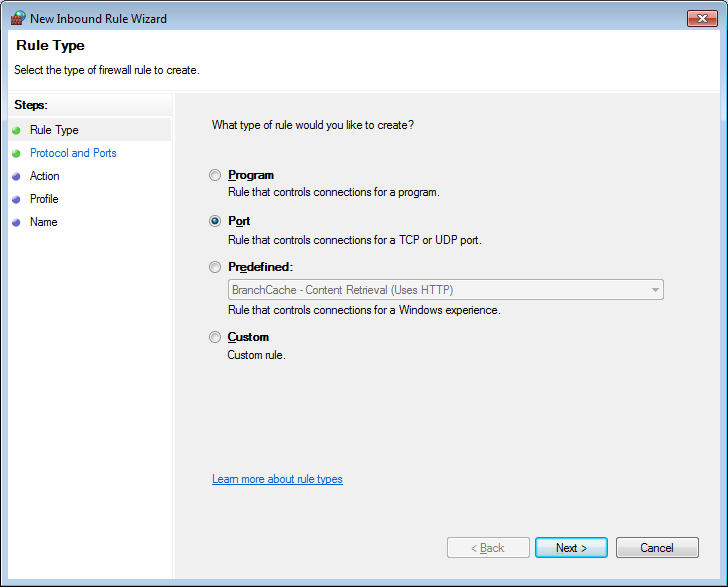 New Inbound Rule Wizard
Rule Type
Select the type of firewall rule to create.
Steps:
Rule Type
Protocol and Ports
Action
Profile
Name
What type of rule would you like to create?
Program
Rule that controls connections for a program.
Port
Rule that controls connections for a TCP or UDP port.
Predefined:
BranchCache - Content Retrieval (Uses HTTP)
Rule that controls connections for a Windows experience.
Custom
Custom rule.
Learn more about rule types
< Back
Next >
Cancel